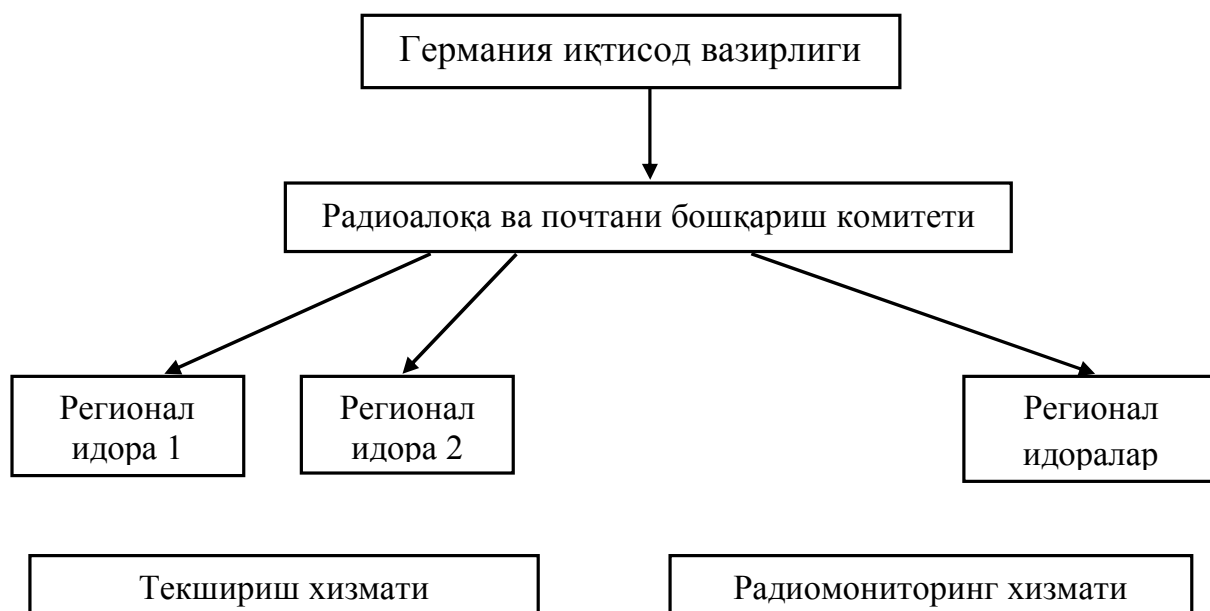 Германия иқтисод вазирлиги
Радиоалоқа ва почтани бошқариш комитети
Регионал
идора 1
Регионал
идора 2
Регионал
идоралар
Текшириш хизмати
Радиомониторинг хизмати